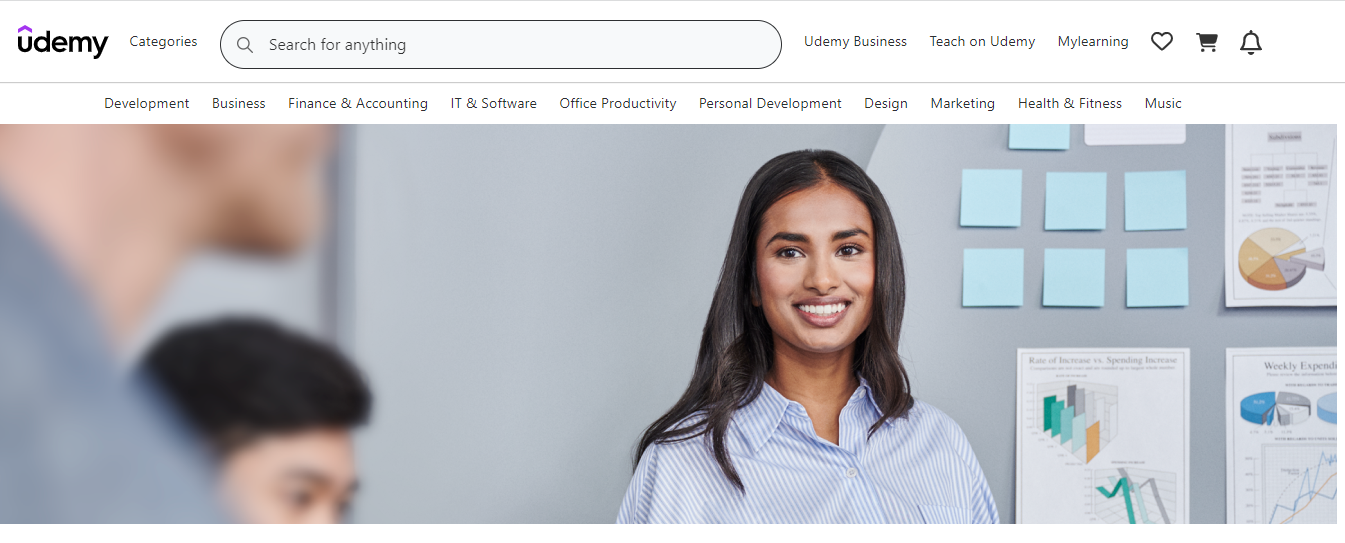 udemy
Categories
Search for anything
Udemy Business
Teach on Udemy
Mylearning
Development
Business
Finance & Accounting
IT & Software
Office Productivity
Personal Development
Design
Marketing
Health & Fitness
Music
Rate of Increase vs. Spending Increase
Weekly Expendi